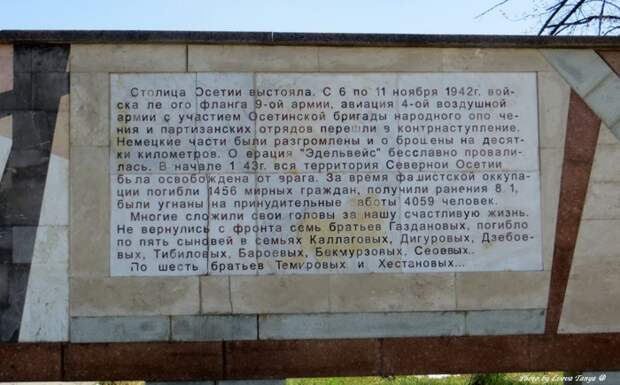 Столица Осетии выстояла. С 6 по 11 ноября 1942г. вой-
ска ле ого фланга 9-ой армии, авиация 4-ой воздушной
армии с участием Осетинской бригады народного опо че-
ния и партизанских отрядов перешли в контрнаступление.
Немецкие части были разгромлены и о брошены на десят-
ки километров. О ерация "Эдельвейс" бесславно провали-
лась. В начале 1 43г. вся территория Северной Осетии
была освобождена от врага. За время фашистской оккупа-
ции погибли 1456 мирных граждан, получили ранения 8 1,
были угнаны на принудительные аботы 4059 человек.
Многие сложили свои головы за нашу счастливую жизнь.
Не вернулись с фронта семь братьев Газдановых, погибло
по пять сыновей в семьях Каллаговых, Дигуровых, Дзебое-
вых, Тибиловых, Бароевых, Бекмурзовых, Сеоевых..
По шесть братьев Темировых и Хестановых...
Photo by Ewwa Tanya @